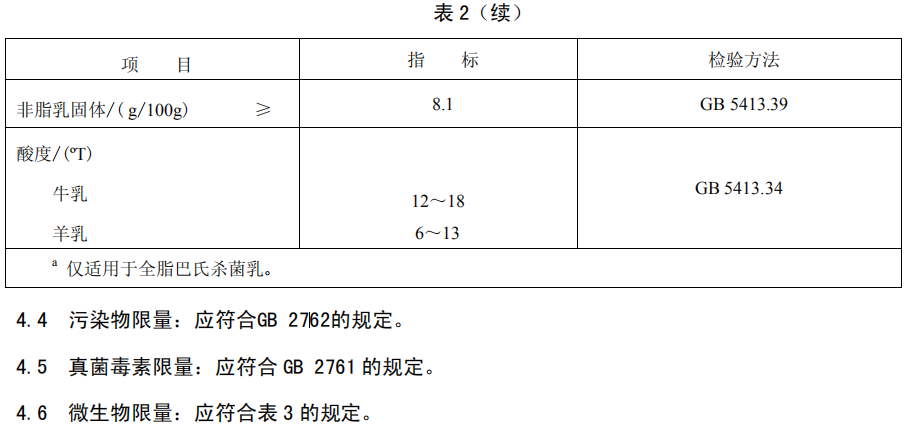 表 2（续）
项 目 指 标 检验方法
非脂乳固体/( g/100g) ≥ 8.1 GB 5413.39
酸度/(ºT)
GB 5413.34
牛乳 12～18
羊乳 6～13
a 仅适用于全脂巴氏杀菌乳。
4.4 污染物限量：应符合GB 2762的规定。
4.5 真菌毒素限量：应符合 GB 2761 的规定。
4.6 微生物限量：应符合表 3 的规定。